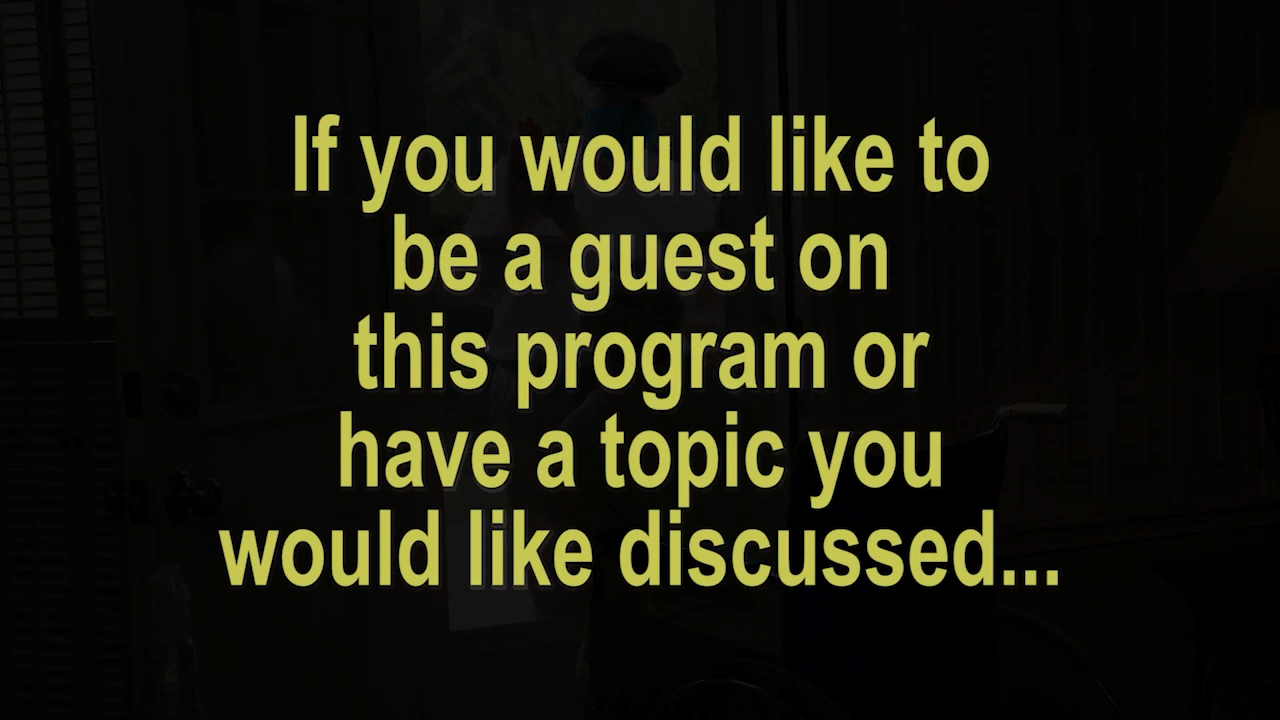 If you would like to
be a guest on
this program or
have a topic you
would like discussed...